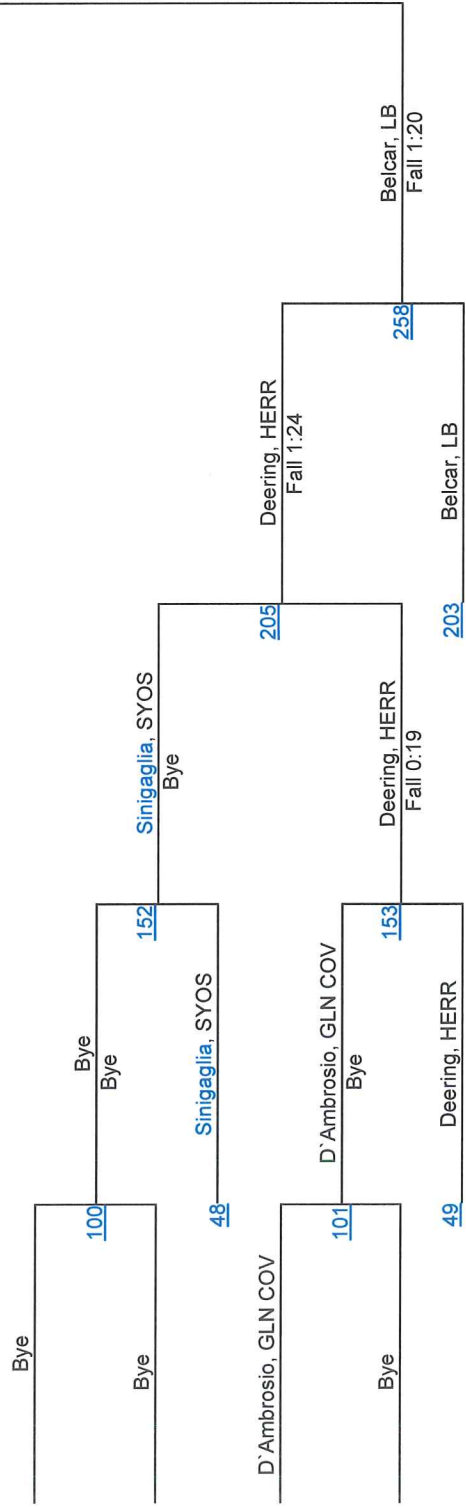 Bye
Bye
D`Ambrosio, GLN COV
Bye
100
Bye
Bye
48
Sinigaglia, SYOS
101
D`Ambrosio, GLN COV
Bye
49
Deering, HERR
152
Sinigaglia, SYOS
Bye
153
Deering, HERR
Fall 0:19
205
Deering, HERR
Fall 1:24
203
Belcar, LB
258
Belcar, LB
Fall 1:20